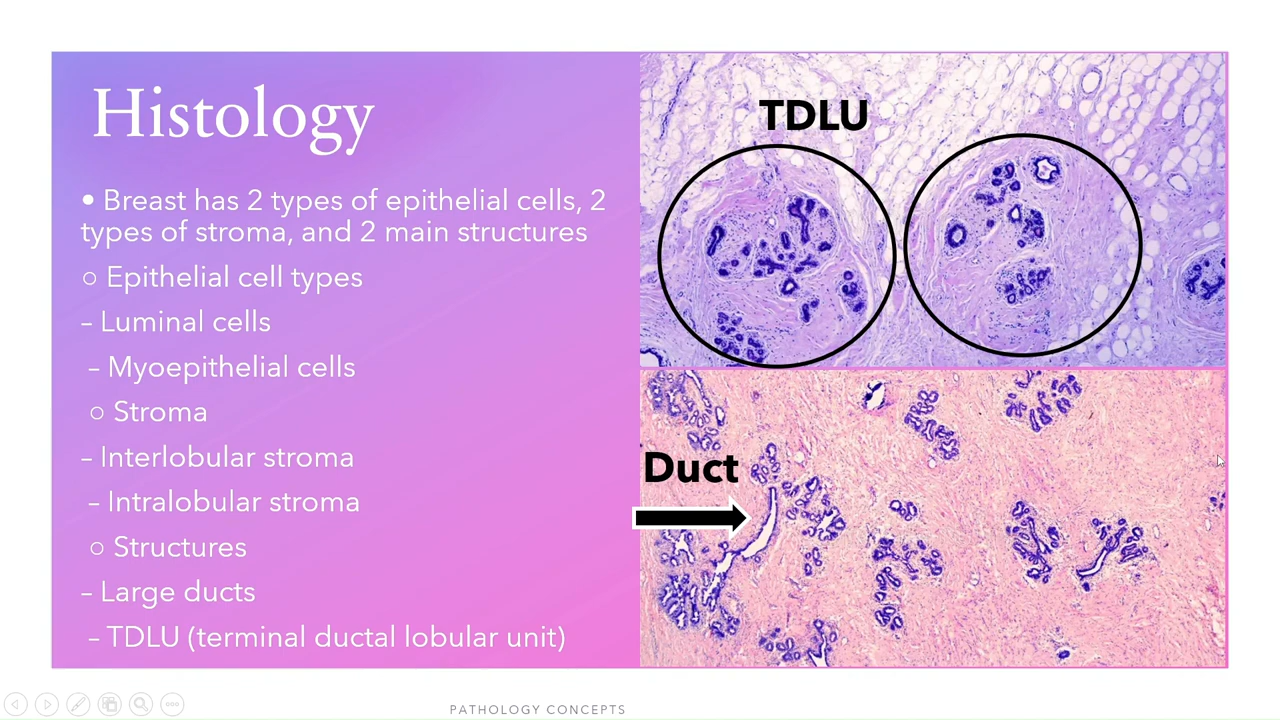 Histology
• Breast has 2 types of epithelial cells, 2
types of stroma, and 2 main structures
○ Epithelial cell types
– Luminal cells
– Myoepithelial cells
○ Stroma
– Interlobular stroma
– Intralobular stroma
○ Structures
– Large ducts
– TDLU (terminal ductal lobular unit)
TDLU
Duct
PATHOLOGY CONCEPTS